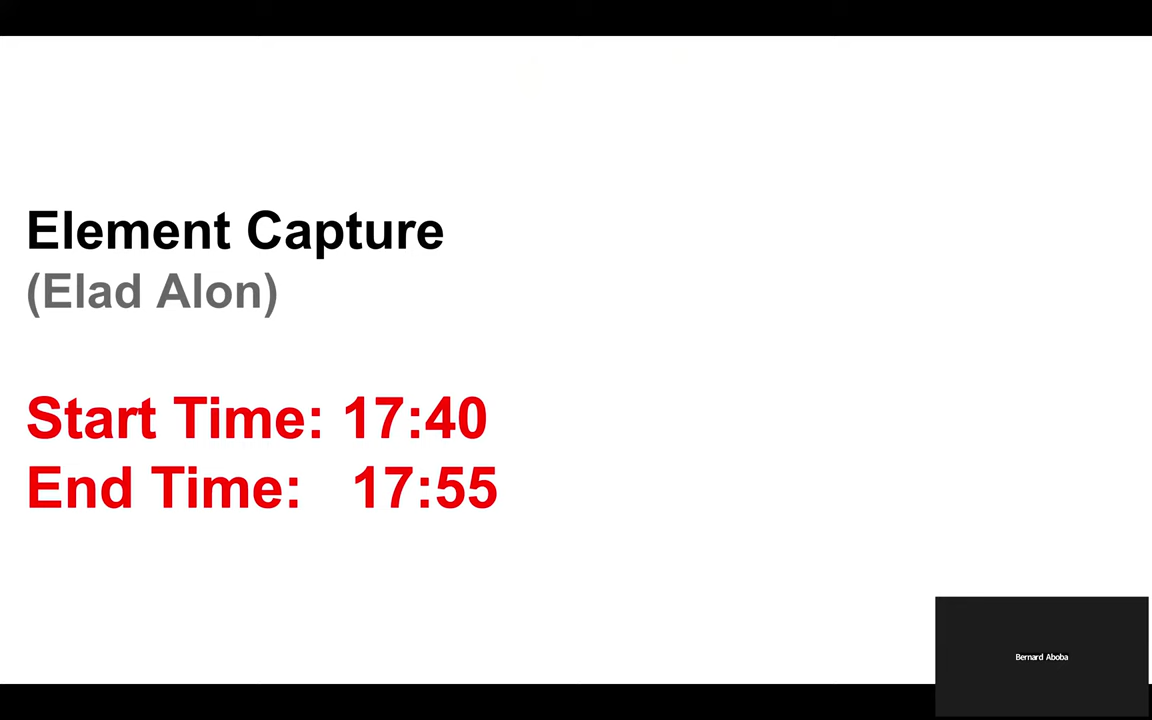 Element Capture
(Elad Alon)
Start Time: 17:40
End Time: 17:55
Bernard Aboba